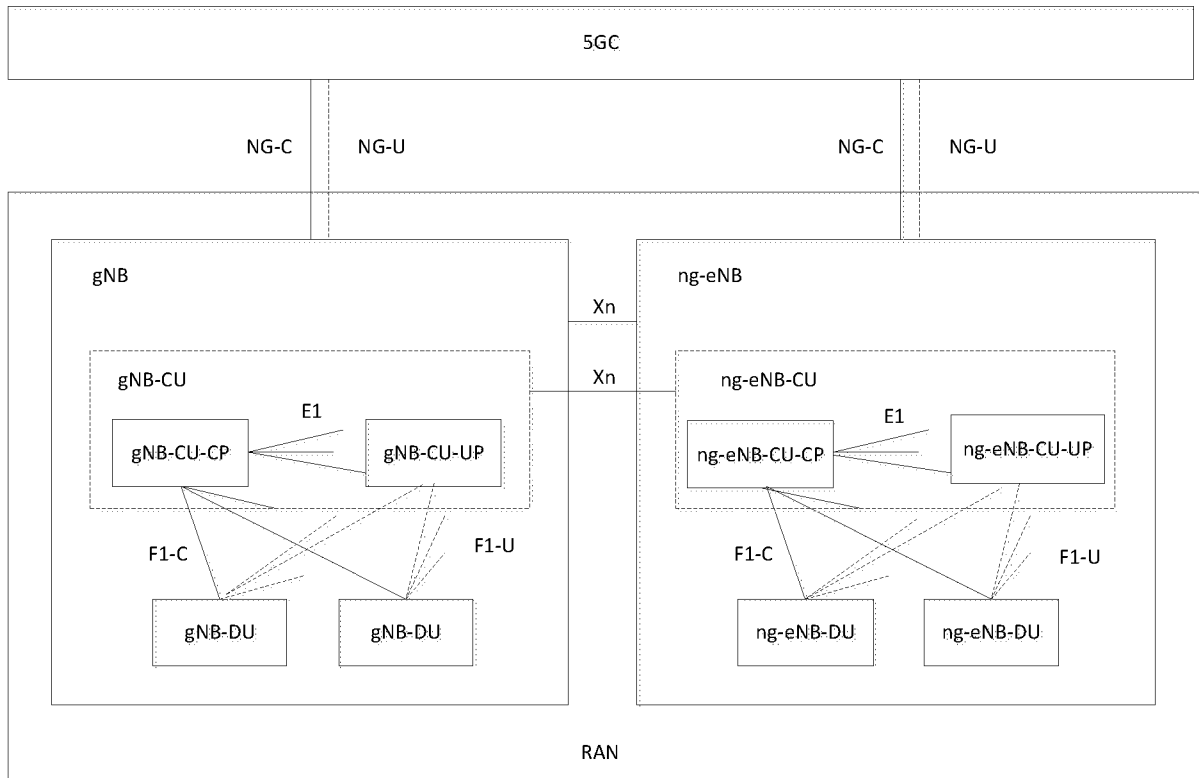 5GC
NG-C
NG-U
NG-C
NG-U
gNB
Xn
ng-eNB
gNB-CU
Xn
ng-eNB-CU
E1
E1
gNB-CU-CP
gNB-CU-UP
ng-eNB-CU-CP
ng-eNB-CU-UP
F1-C
F1-U
F1-C
F1-U
gNB-DU
gNB-DU
ng-eNB-DU
ng-eNB-DU
RAN